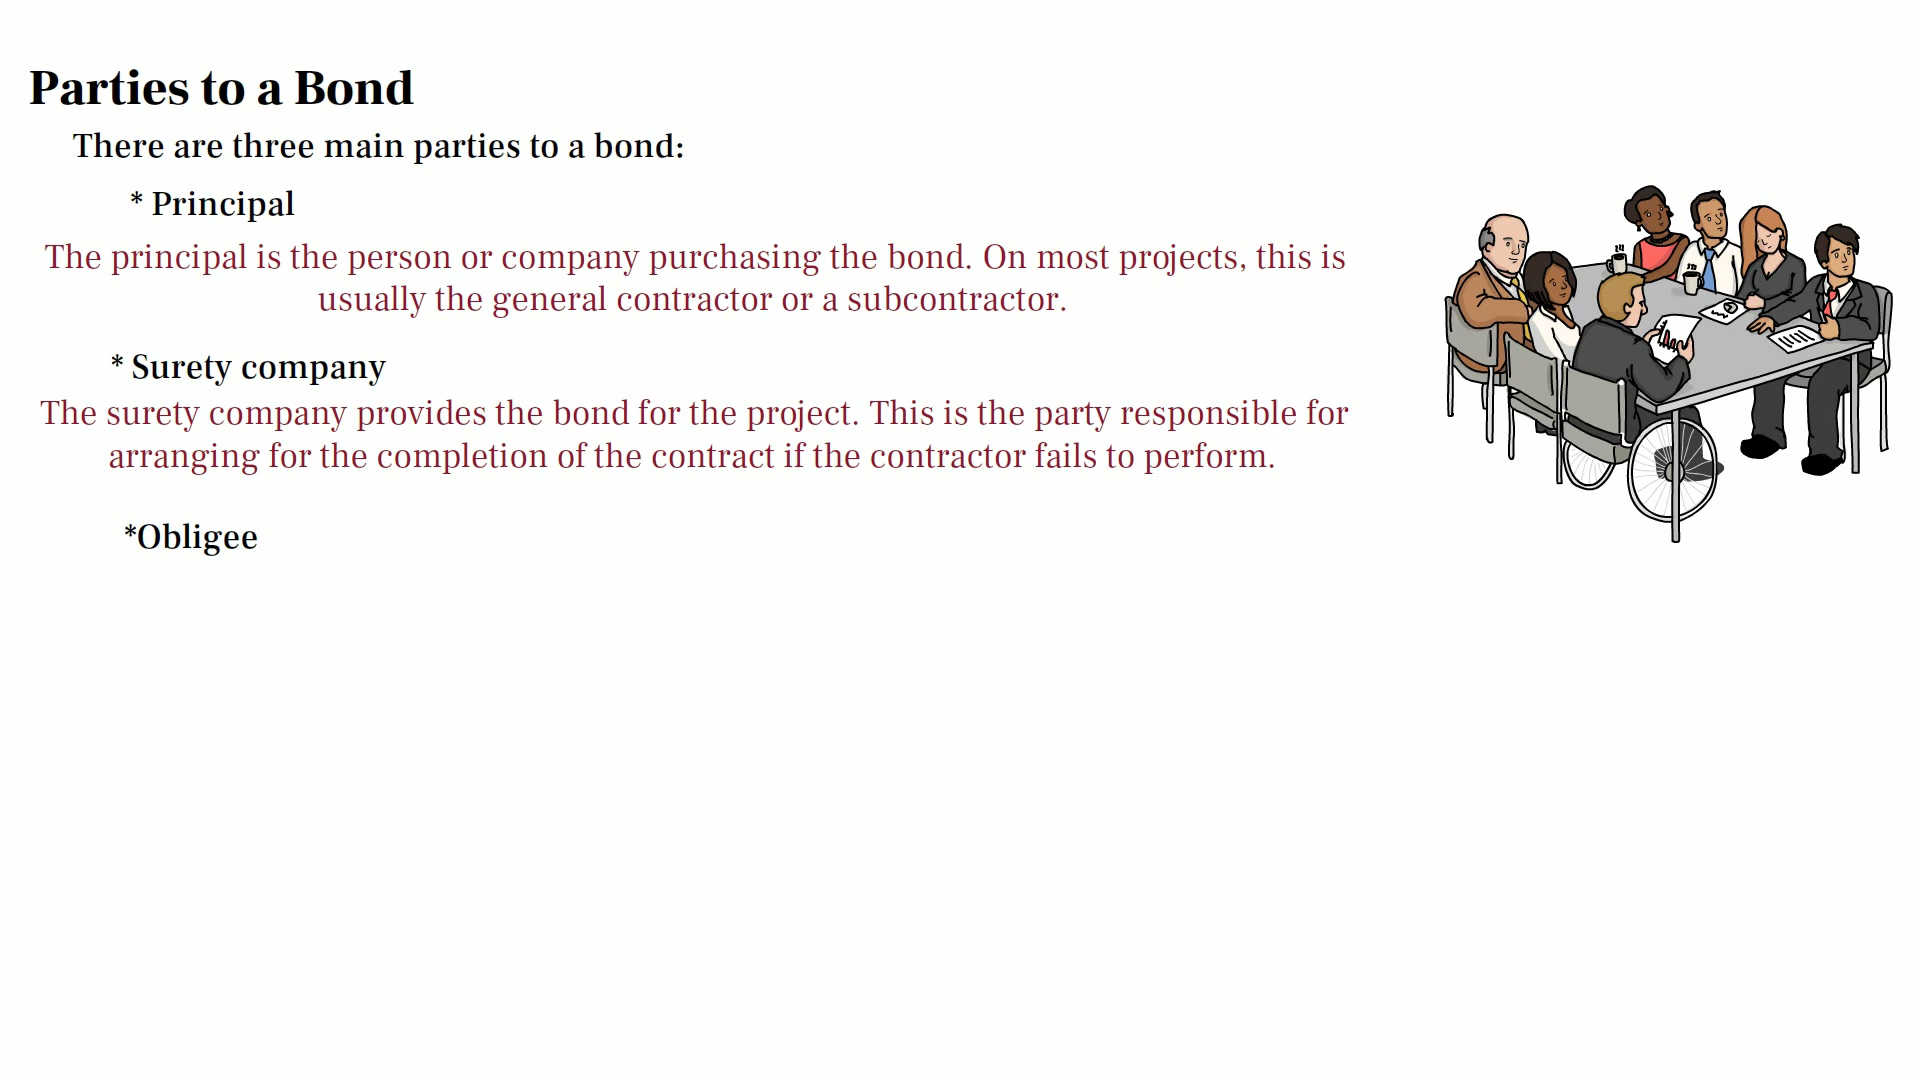 Parties to a Bond
There are three main parties to a bond:
* Principal
The principal is the person or company purchasing the bond. On most projects, this is
usually the general contractor or a subcontractor.
* Surety company
The surety company provides the bond for the project. This is the party responsible for
arranging for the completion of the contract if the contractor fails to perform.
*Obligee